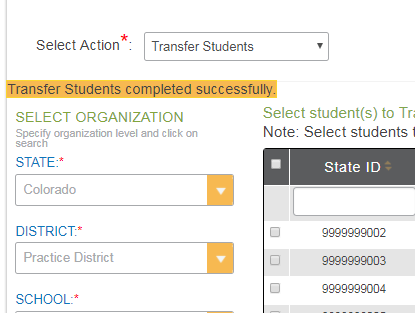 Select Action*: Transfer Students
Transfer Students completed successfully.
SELECT ORGANIZATION
Specify organization level and click on
search
STATE:*
Colorado
DISTRICT:*
Practice District
SCHOOL:*
Select student(s) to Tra
Note: Select students t
State ID
9999999002
9999999003
9999999004